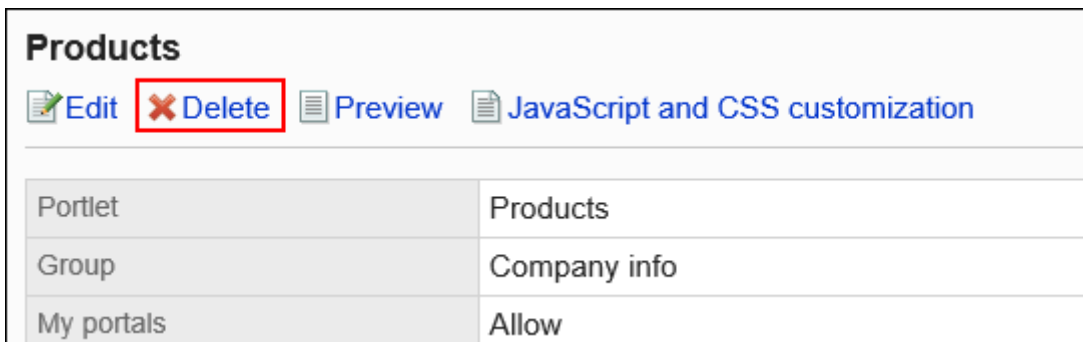 Products
Edit Delete Preview JavaScript and CSS customization
Portlet Products
Group Company info
My portals Allow